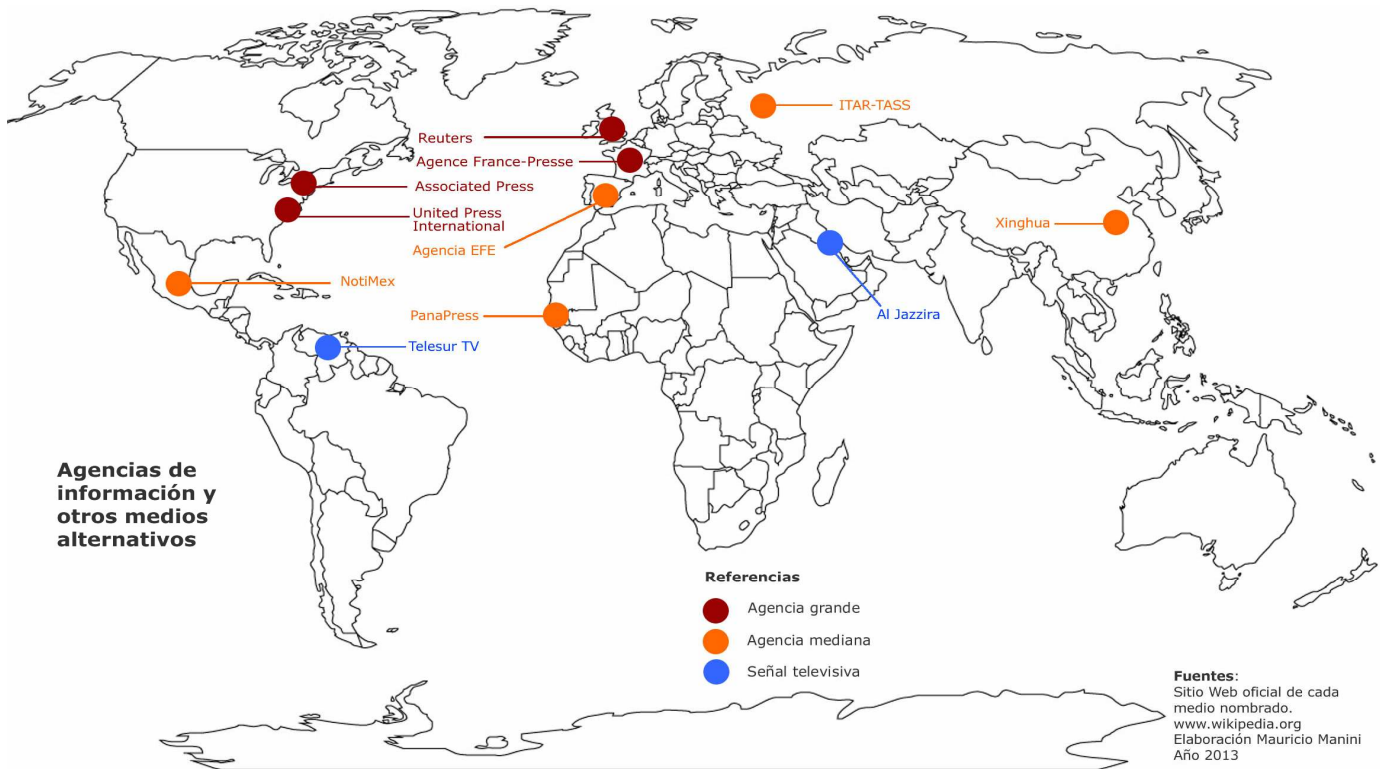 ITAR-TASS
Reuters
Agence France-Presse
Associated Press
United Press
International
Agencia EFE
Xinghua
NotiMex
PanaPress
Al Jazzira
Telesur TV
Agencias de
información y
otros medios
alternativos
Referencias
Agencia grande
Agencia mediana
Señal televisiva
Fuentes:
Sitio Web oficial de cada
medio nombrado.
www.wikipedia.org
Elaboración Mauricio Manini
Año 2013